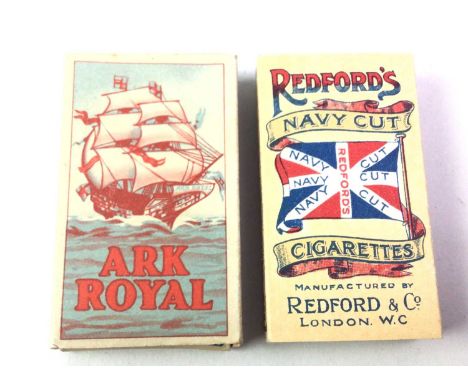 ARK
ROYAL
REDFORD'S
NAVY CUT
NAVY CUT
NAVY CUT
NAVY CUT
REDFORDS
CIGARETTES
MANUFACTURED BY
REDFORD & Co
LONDON. W.C